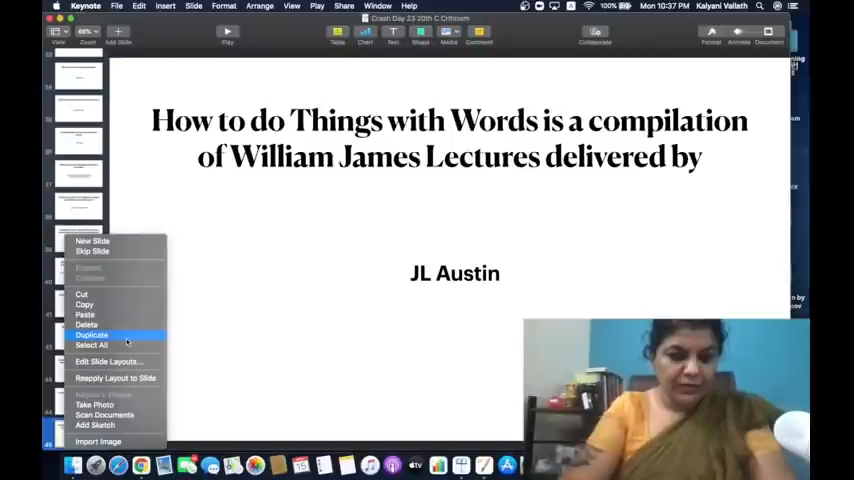 Keynote File Edit Insert Slide Format Arrange View Play Share Window Help 100% Mon 10:37 PM Kalyani Vallath
Crash Day 23 20th C Criticism
66%
View Zoom Add Slide Play Table Chart Text Shape Media Comment Collaborate Format Animate Document
How to do Things with Words is a compilation
of William James Lectures delivered by
JL Austin
New Slide
Skip Slide
Cut
Copy
Paste
Delete
Duplicate
Select All
Edit Slide Layouts...
Reapply Layout to Slide
Take Photo
Scan Documents
Add Sketch
Import Image